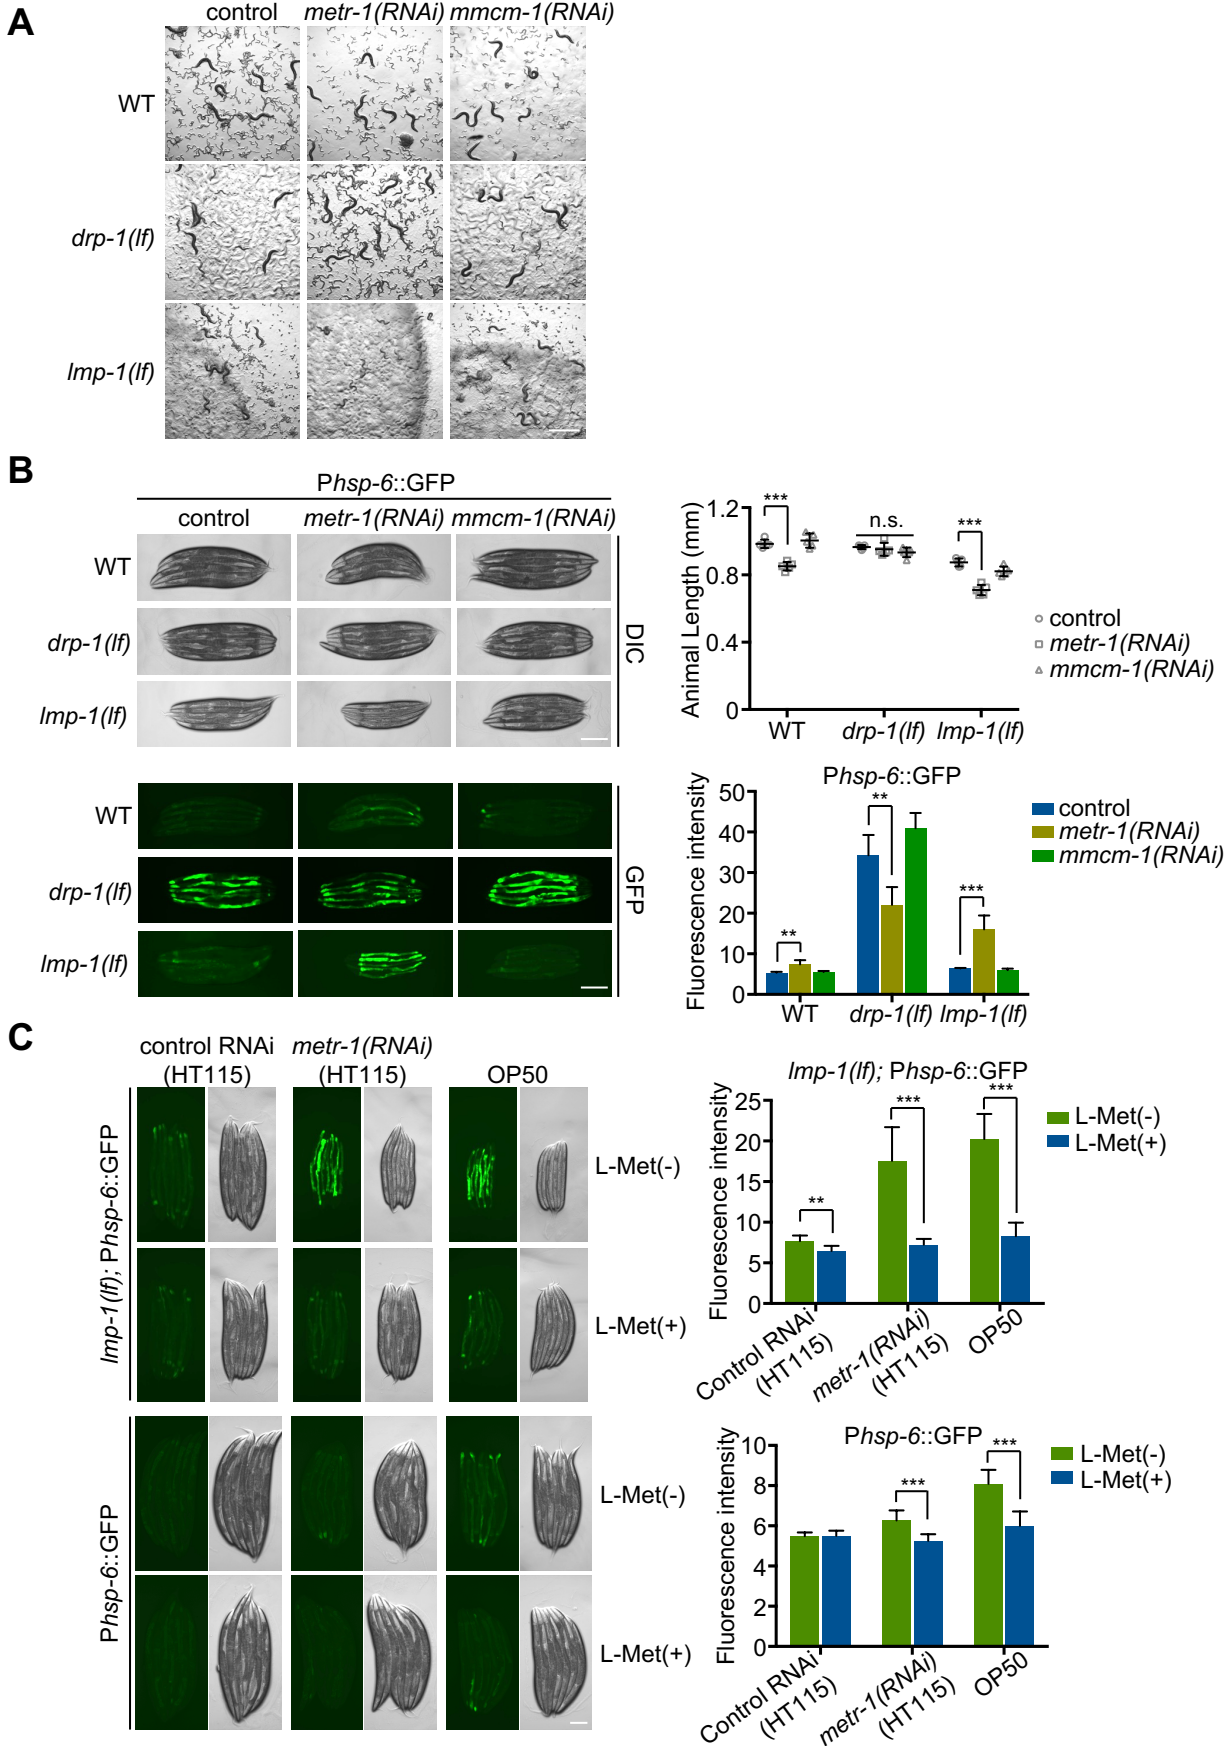 A
control metr-1(RNAi) mmcm-1(RNAi)
WT
drp-1(lf)
lmp-1(lf)
B
Phsp-6::GFP
control metr-1(RNAi) mmcm-1(RNAi)
WT
drp-1(lf)
lmp-1(lf)
DIC
WT
drp-1(lf)
lmp-1(lf)
GFP
Animal Length (mm)
1.2
0.8
0.4
0
***
n.s.
***
WT drp-1(lf) lmp-1(lf)
control
metr-1(RNAi)
mmcm-1(RNAi)
Phsp-6::GFP
Fluorescence intensity
50
40
30
20
10
0
**
**
***
WT drp-1(lf) lmp-1(lf)
control
metr-1(RNAi)
mmcm-1(RNAi)
C
control RNAi
(HT115)
metr-1(RNAi)
(HT115)
OP50
lmp-1(lf); Phsp-6::GFP
L-Met(-)
L-Met(+)
Phsp-6::GFP
L-Met(-)
L-Met(+)
lmp-1(lf); Phsp-6::GFP
Fluorescence intensity
25
20
15
10
5
0
**
***
***
Control RNAi
(HT115)
metr-1(RNAi)
(HT115)
OP50
L-Met(-)
L-Met(+)
Phsp-6::GFP
Fluorescence intensity
10
8
6
4
2
0
***
***
Control RNAi
(HT115)
metr-1(RNAi)
(HT115)
OP50
L-Met(-)
L-Met(+)